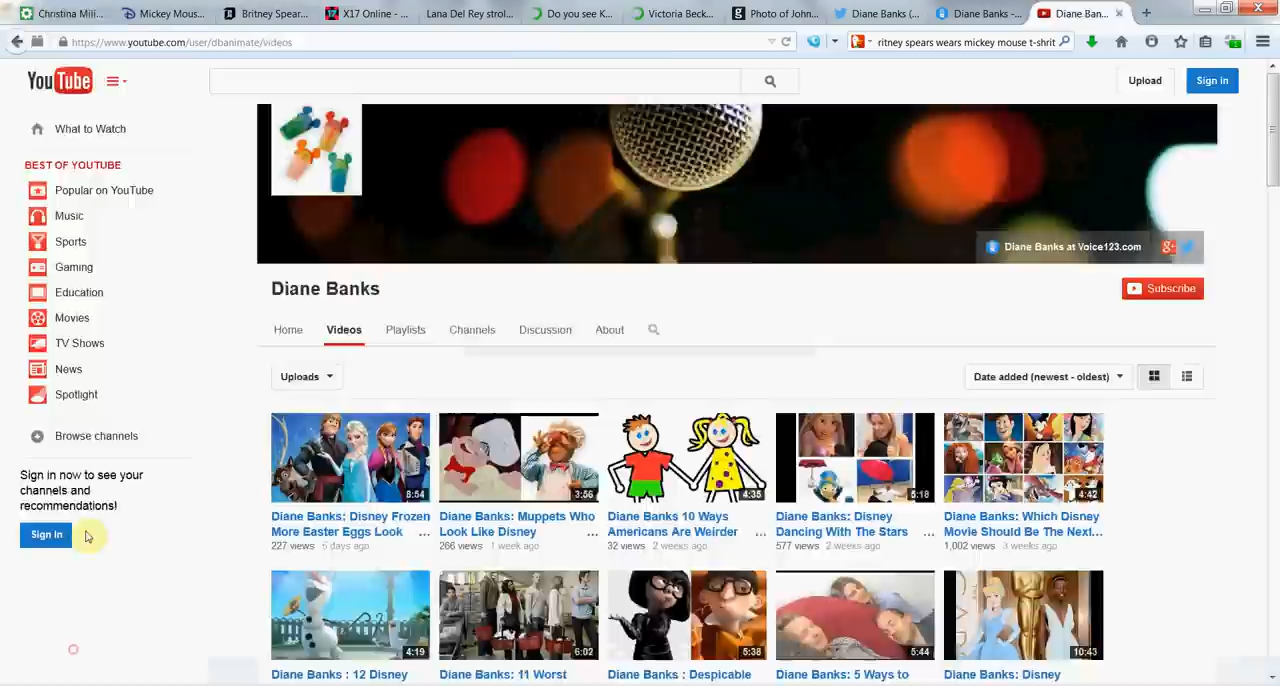 Christina Mili...
Mickey Mous...
Britney Spear...
X17 Online - ...
Lana Del Rey strol...
Do you see K...
Victoria Beck...
Photo of John...
Diane Banks (...
Diane Banks -...
Diane Ban...
https://www.youtube.com/user/dbanimate/videos
ritney spears wears mickey mouse t-shrit
YouTube
Upload
Sign in
What to Watch
BEST OF YOUTUBE
Popular on YouTube
Music
Sports
Gaming
Education
Movies
TV Shows
News
Spotlight
Browse channels
Sign in now to see your
channels and
recommendations!
Sign In
Diane Banks at Voice123.com
Diane Banks
Subscribe
Home
Videos
Playlists
Channels
Discussion
About
Uploads
Date added (newest - oldest)
8:54
3:56
4:35
5:18
4:42
Diane Banks: Disney Frozen
More Easter Eggs Look ...
227 views 5 days ago
Diane Banks: Muppets Who
Look Like Disney ...
266 views 1 week ago
Diane Banks 10 Ways
Americans Are Weirder
32 views 2 weeks ago
Diane Banks: Disney
Dancing With The Stars ...
577 views 2 weeks ago
Diane Banks: Which Disney
Movie Should Be The Next...
1,002 views 3 weeks ago
4:19
6:02
5:38
5:44
10:43
Diane Banks : 12 Disney
Diane Banks: 11 Worst
Diane Banks : Despicable
Diane Banks: 5 Ways to
Diane Banks: Disney